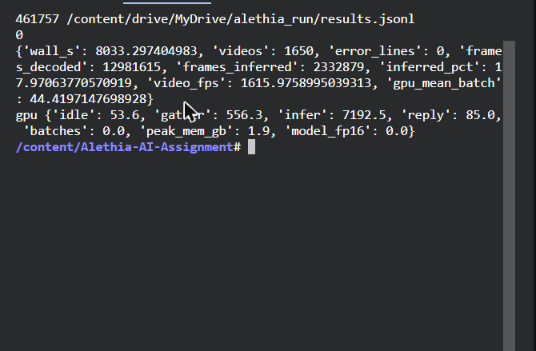 461757 /content/drive/MyDrive/alethia_run/results.jsonl
0
{'wall_s': 8033.297404983, 'videos': 1650, 'error_lines': 0, 'frame
s_decoded': 12981615, 'frames_inferred': 2332879, 'inferred_pct': 1
7.97063770570919, 'video_fps': 1615.9758995039313, 'gpu_mean_batch'
: 44.4197147698928}
gpu {'idle': 53.6, 'gather': 556.3, 'infer': 7192.5, 'reply': 85.0,
'batches': 0.0, 'peak_mem_gb': 1.9, 'model_fp16': 0.0}
/content/Alethia-AI-Assignment#